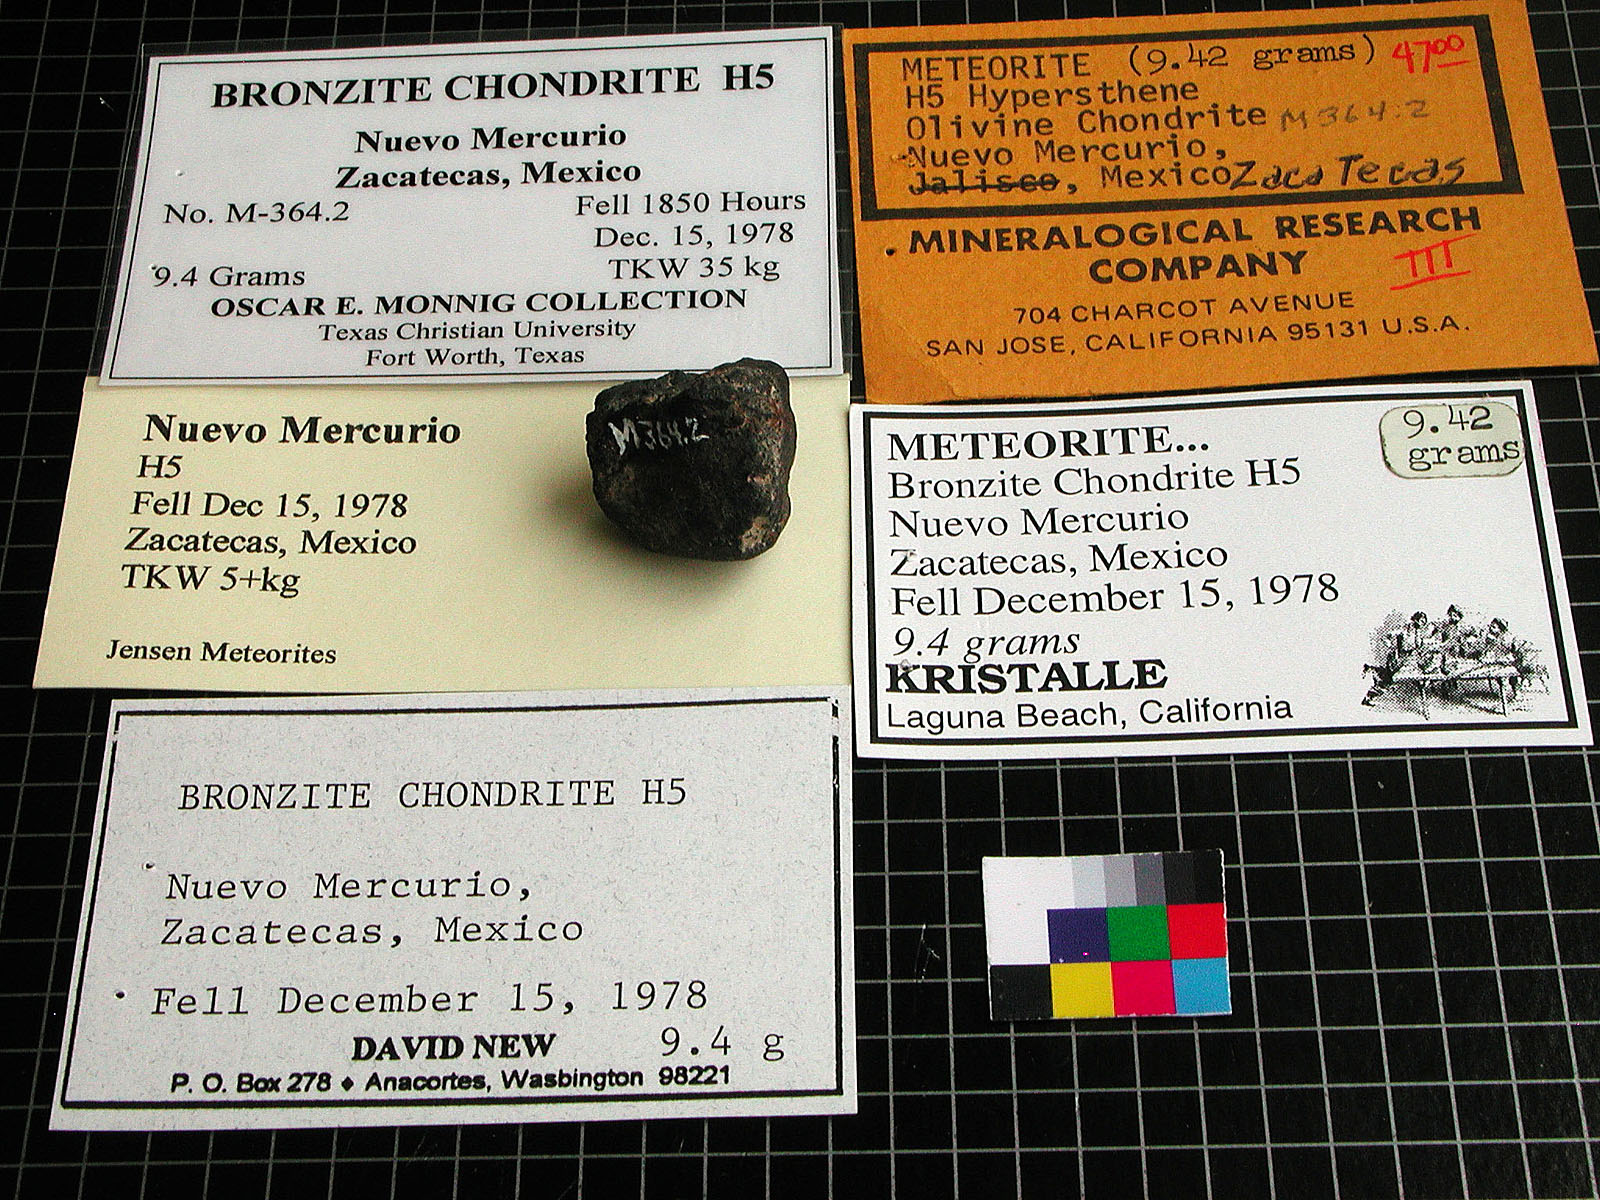 BRONZITE CHONDRITE H5
Nuevo Mercurio
Zacatecas, Mexico
No. M-364.2
Fell 1850 Hours
Dec. 15, 1978
9.4 Grams
TKW 35 kg
OSCAR E. MONNIG COLLECTION
Texas Christian University
Fort Worth, Texas
METEORITE (9.42 grams) 4700
H5 Hypersthene
Olivine Chondrite M364.2
Nuevo Mercurio,
Jalisco, Mexico ZacaTecas
MINERALOGICAL RESEARCH
COMPANY
III
704 CHARCOT AVENUE
SAN JOSE, CALIFORNIA 95131 U.S.A.
Nuevo Mercurio
H5
Fell Dec 15, 1978
Zacatecas, Mexico
TKW 5+kg
Jensen Meteorites
M364.2
METEORITE...
9.42
grams
Bronzite Chondrite H5
Nuevo Mercurio
Zacatecas, Mexico
Fell December 15, 1978
9.4 grams
KRISTALLE
Laguna Beach, California
BRONZITE CHONDRITE H5
Nuevo Mercurio,
Zacatecas, Mexico
Fell December 15, 1978
DAVID NEW 9.4 g
P. O. Box 278 ♦ Anacortes, Wasbington 98221